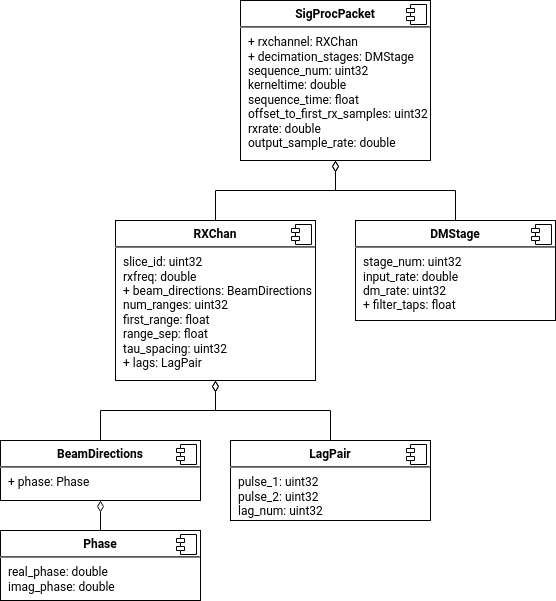 SigProcPacket
+ rxchannel: RXChan
+ decimation_stages: DMStage
sequence_num: uint32
kerneltime: double
sequence_time: float
offset_to_first_rx_samples: uint32
rxrate: double
output_sample_rate: double
RXChan
slice_id: uint32
rxfreq: double
+ beam_directions: BeamDirections
num_ranges: uint32
first_range: float
range_sep: float
tau_spacing: uint32
+ lags: LagPair
DMStage
stage_num: uint32
input_rate: double
dm_rate: uint32
+ filter_taps: float
BeamDirections
+ phase: Phase
LagPair
pulse_1: uint32
pulse_2: uint32
lag_num: uint32
Phase
real_phase: double
imag_phase: double